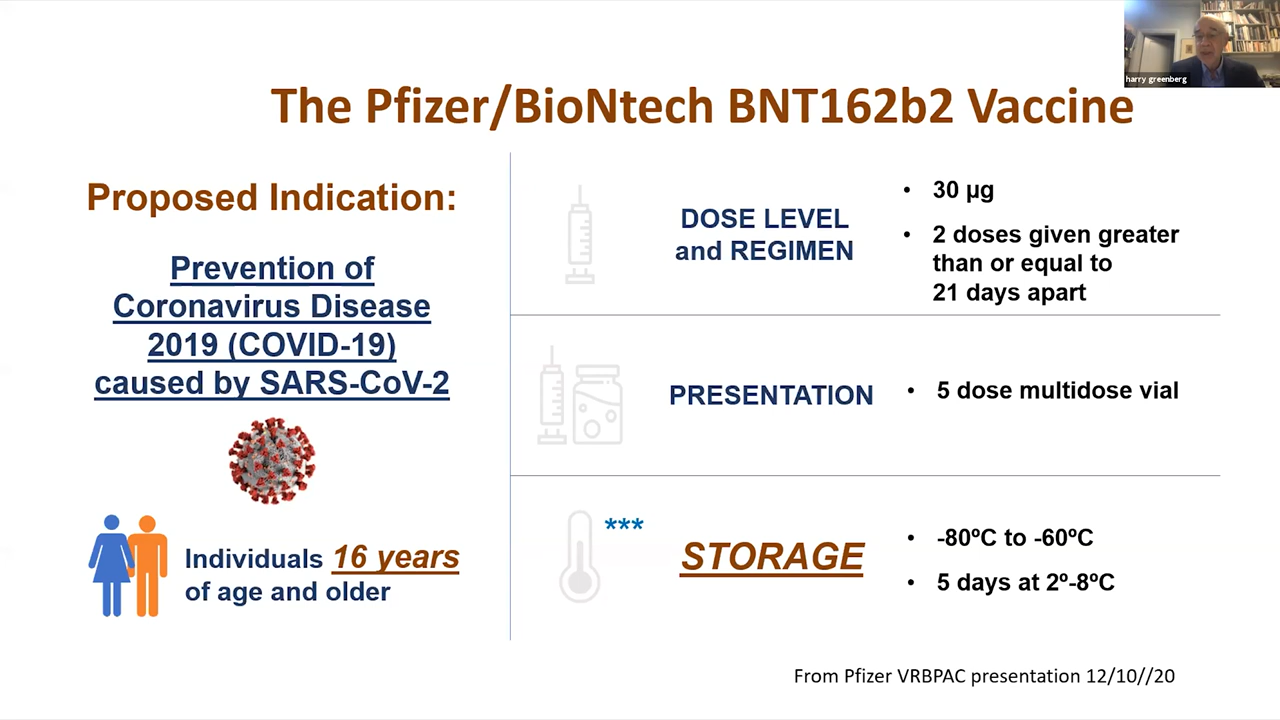 harry greenberg
The Pfizer/BioNtech BNT162b2 Vaccine
Proposed Indication:
Prevention of
Coronavirus Disease
2019 (COVID-19)
caused by SARS-CoV-2
Individuals 16 years
of age and older
DOSE LEVEL
and REGIMEN
• 30 µg
• 2 doses given greater
than or equal to
21 days apart
PRESENTATION
• 5 dose multidose vial
***
STORAGE
• -80ºC to -60ºC
• 5 days at 2º-8ºC
From Pfizer VRBPAC presentation 12/10//20